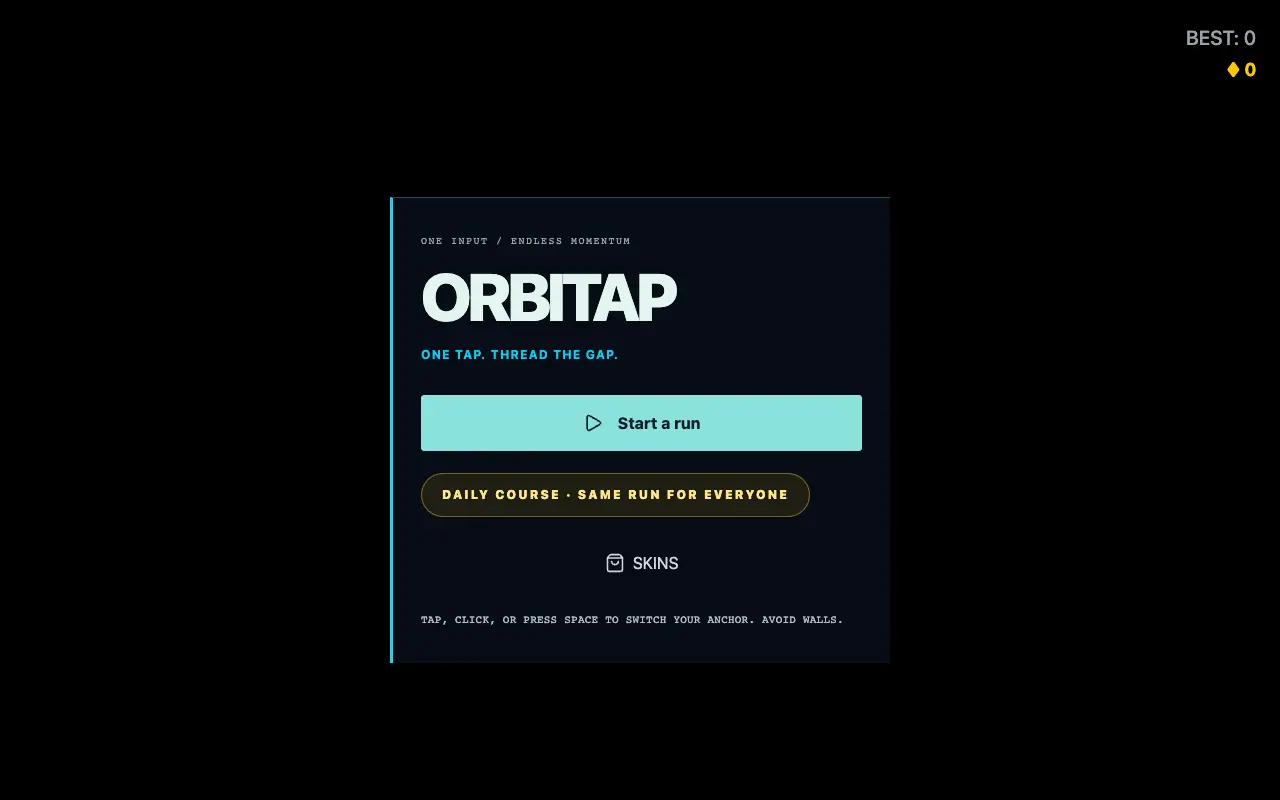 BEST: 0
0
ONE INPUT / ENDLESS MOMENTUM
ORBITAP
ONE TAP. THREAD THE GAP.
Start a run
DAILY COURSE · SAME RUN FOR EVERYONE
SKINS
TAP, CLICK, OR PRESS SPACE TO SWITCH YOUR ANCHOR. AVOID WALLS.